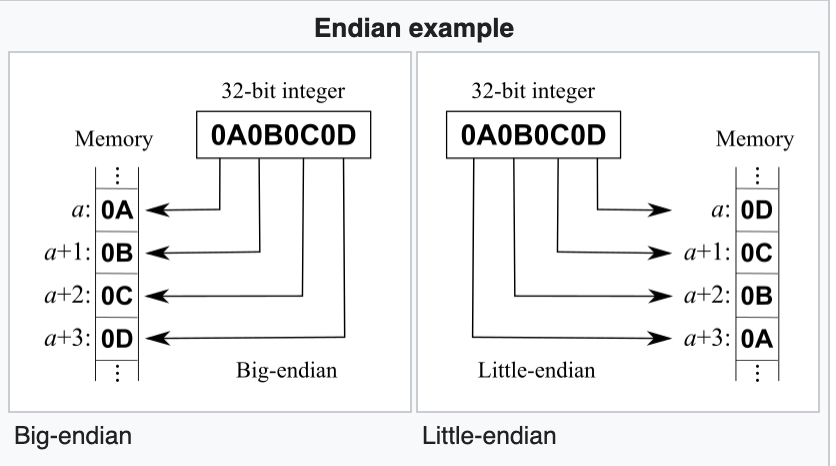 Endian example
32-bit integer
0A0B0C0D
Memory
⋮
a: 0A
a+1: 0B
a+2: 0C
a+3: 0D
⋮
Big-endian
32-bit integer
0A0B0C0D
Memory
⋮
a: 0D
a+1: 0C
a+2: 0B
a+3: 0A
⋮
Little-endian
Big-endian
Little-endian